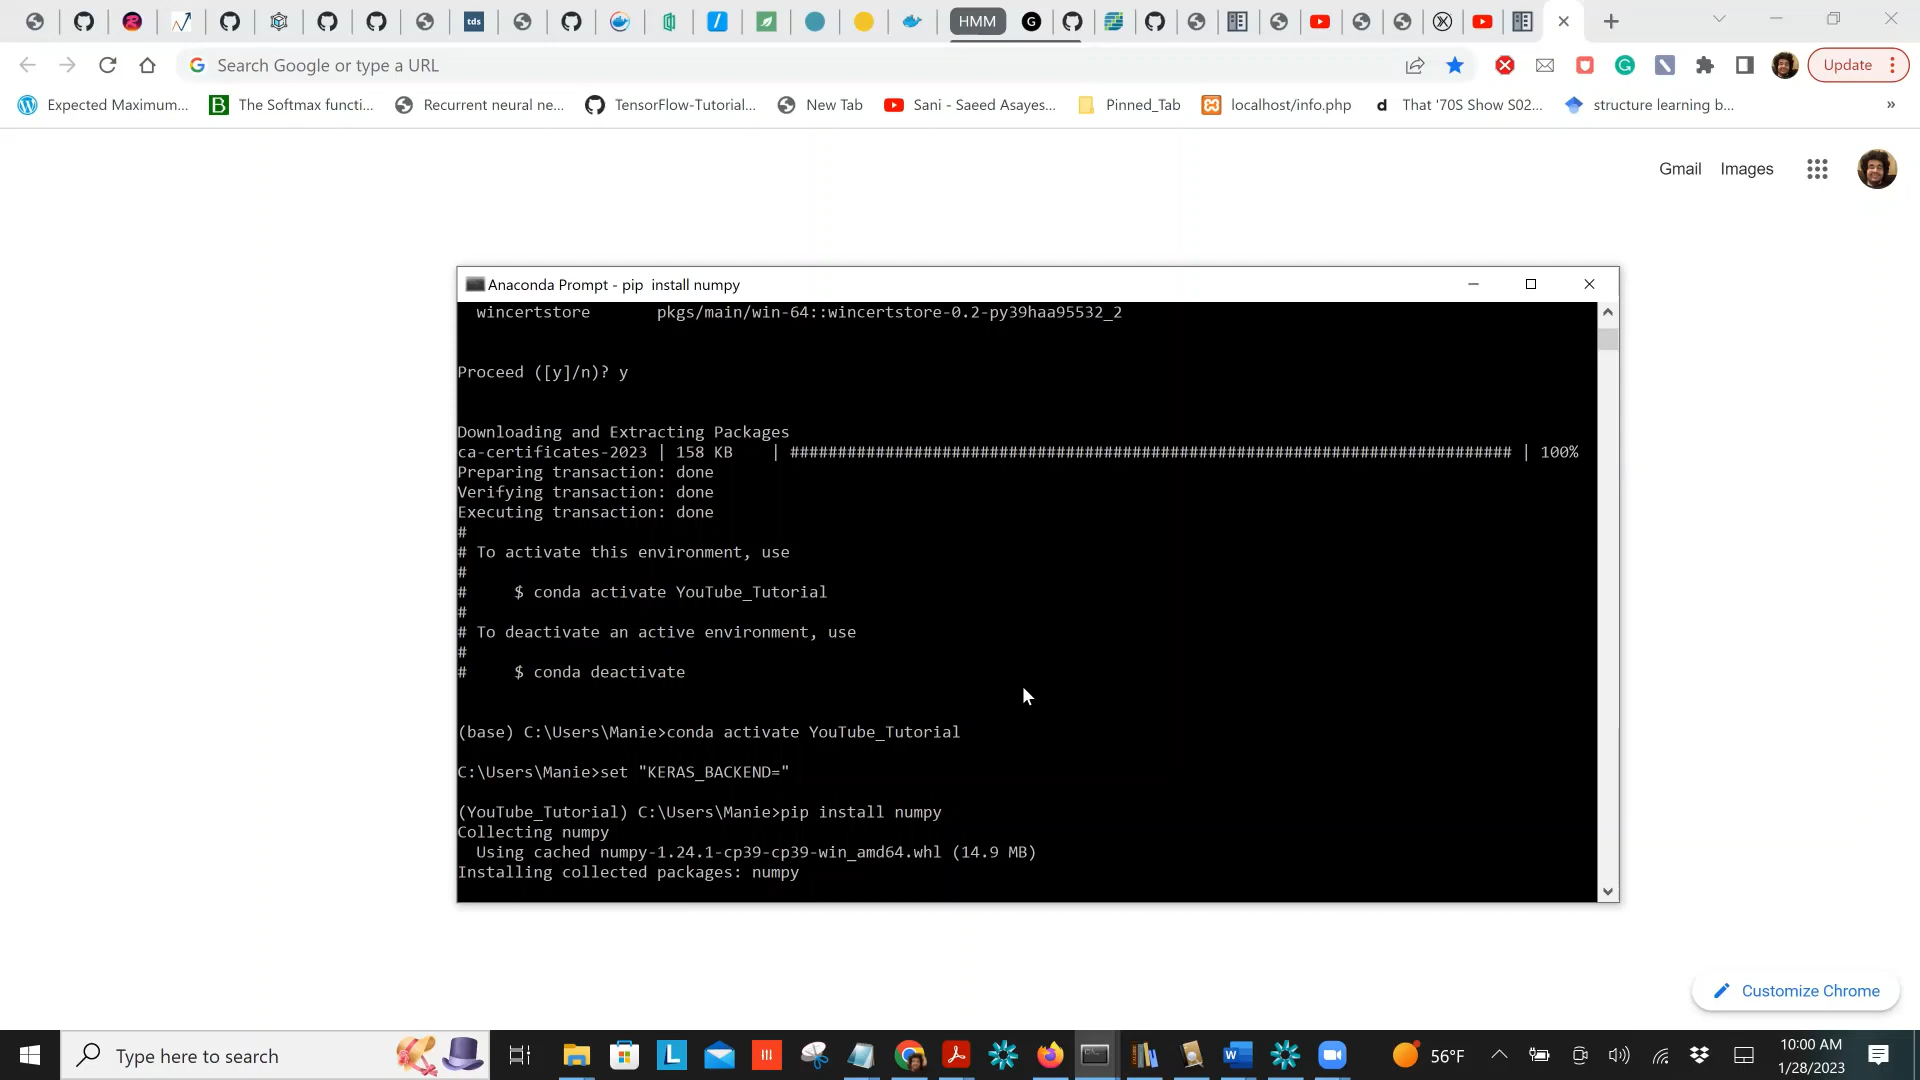 tds
HMM
Search Google or type a URL
Update
Expected Maximum...
The Softmax functi...
Recurrent neural ne...
TensorFlow-Tutorial...
New Tab
Sani - Saeed Asayes...
Pinned_Tab
localhost/info.php
That '70S Show S02...
structure learning b...
»
Gmail
Images
Anaconda Prompt - pip  install numpy
wincertstore       pkgs/main/win-64::wincertstore-0.2-py39haa95532_2
Proceed ([y]/n)? y
Downloading and Extracting Packages
ca-certificates-2023 | 158 KB    | ############################################################################ | 100%
Preparing transaction: done
Verifying transaction: done
Executing transaction: done
#
# To activate this environment, use
#
#     $ conda activate YouTube_Tutorial
#
# To deactivate an active environment, use
#
#     $ conda deactivate
(base) C:\Users\Manie>conda activate YouTube_Tutorial
C:\Users\Manie>set "KERAS_BACKEND="
(YouTube_Tutorial) C:\Users\Manie>pip install numpy
Collecting numpy
  Using cached numpy-1.24.1-cp39-cp39-win_amd64.whl (14.9 MB)
Installing collected packages: numpy
Customize Chrome
Type here to search
56°F
10:00 AM
1/28/2023